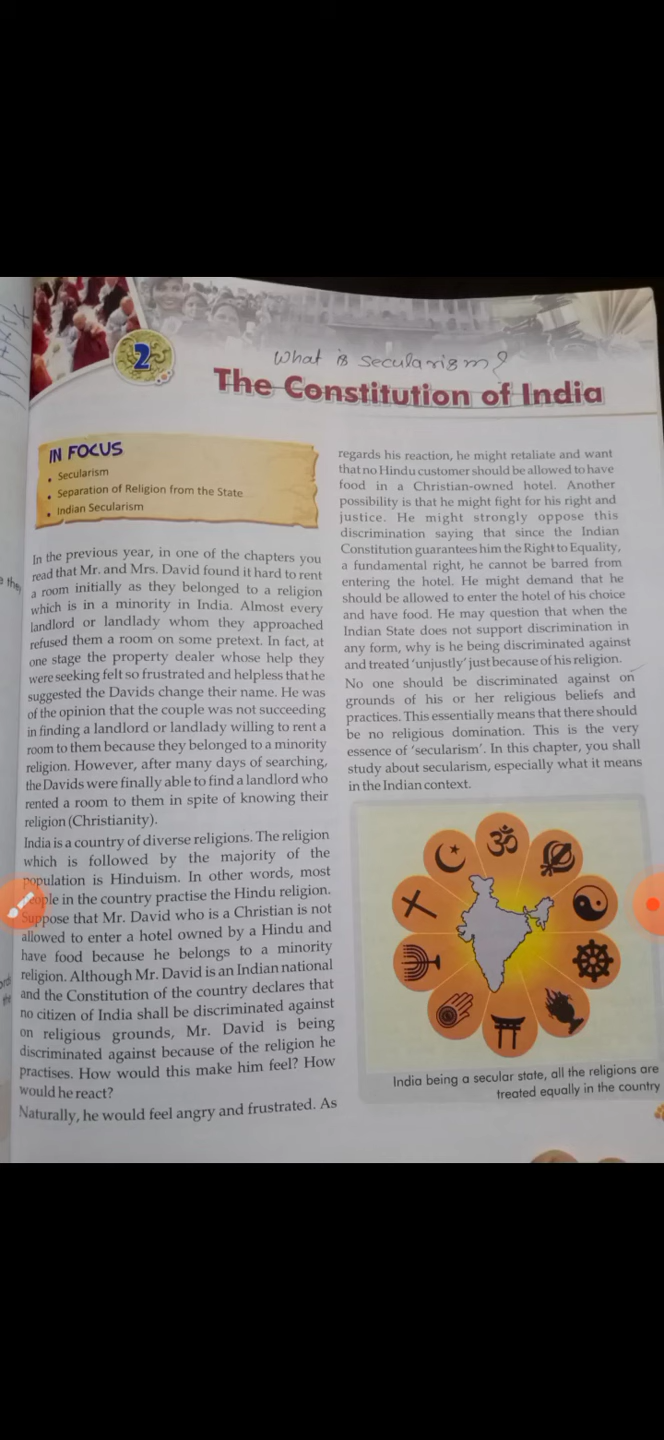 2
What is secularism?
The Constitution of India
IN FOCUS
• Secularism
• Separation of Religion from the State
• Indian Secularism
In the previous year, in one of the chapters you
read that Mr. and Mrs. David found it hard to rent
a room initially as they belonged to a religion
which is in a minority in India. Almost every
landlord or landlady whom they approached
refused them a room on some pretext. In fact, at
one stage the property dealer whose help they
were seeking felt so frustrated and helpless that he
suggested the Davids change their name. He was
of the opinion that the couple was not succeeding
in finding a landlord or landlady willing to rent a
room to them because they belonged to a minority
religion. However, after many days of searching,
the Davids were finally able to find a landlord who
rented a room to them in spite of knowing their
religion (Christianity).
India is a country of diverse religions. The religion
which is followed by the majority of the
population is Hinduism. In other words, most
people in the country practise the Hindu religion.
Suppose that Mr. David who is a Christian is not
allowed to enter a hotel owned by a Hindu and
have food because he belongs to a minority
religion. Although Mr. David is an Indian national
and the Constitution of the country declares that
no citizen of India shall be discriminated against
on religious grounds, Mr. David is being
discriminated against because of the religion he
practises. How would this make him feel? How
would he react?
Naturally, he would feel angry and frustrated. As
regards his reaction, he might retaliate and want
that no Hindu customer should be allowed to have
food in a Christian-owned hotel. Another
possibility is that he might fight for his right and
justice. He might strongly oppose this
discrimination saying that since the Indian
Constitution guarantees him the Right to Equality,
a fundamental right, he cannot be barred from
entering the hotel. He might demand that he
should be allowed to enter the hotel of his choice
and have food. He may question that when the
Indian State does not support discrimination in
any form, why is he being discriminated against
and treated 'unjustly' just because of his religion.
No one should be discriminated against on
grounds of his or her religious beliefs and
practices. This essentially means that there should
be no religious domination. This is the very
essence of 'secularism'. In this chapter, you shall
study about secularism, especially what it means
in the Indian context.
ॐ
India being a secular state, all the religions are
treated equally in the country